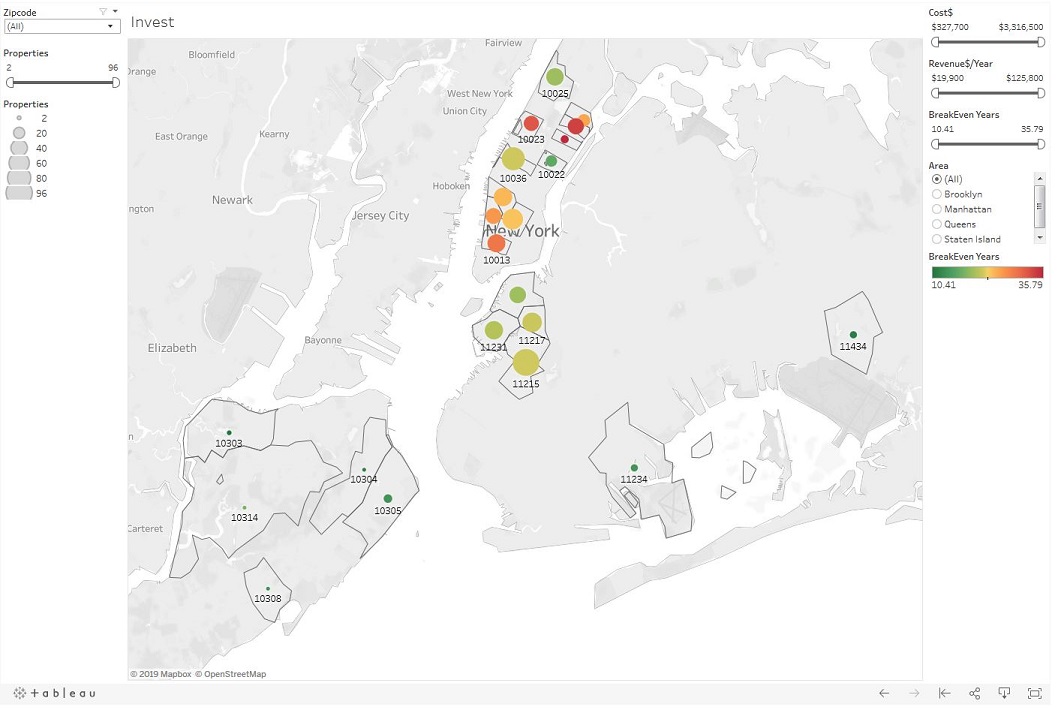 Zipcode
(All)
Properties
2 96
Properties
2
20
40
60
80
96
Invest
Fairview
Bloomfield
Orange
West New York
Union City
East Orange
Kearny
Hoboken
Newark
ngton
Jersey City
New York
Elizabeth
Bayonne
Carteret
n
10025
10023
10036
10022
10013
11231
11217
11215
11434
11234
10303
10304
10305
10314
10308
© 2019 Mapbox © OpenStreetMap
Cost$
$327,700 $3,316,500
Revenue$/Year
$19,900 $125,800
BreakEven Years
10.41 35.79
Area
(All)
Brooklyn
Manhattan
Queens
Staten Island
BreakEven Years
10.41 35.79
+ a b | e a u